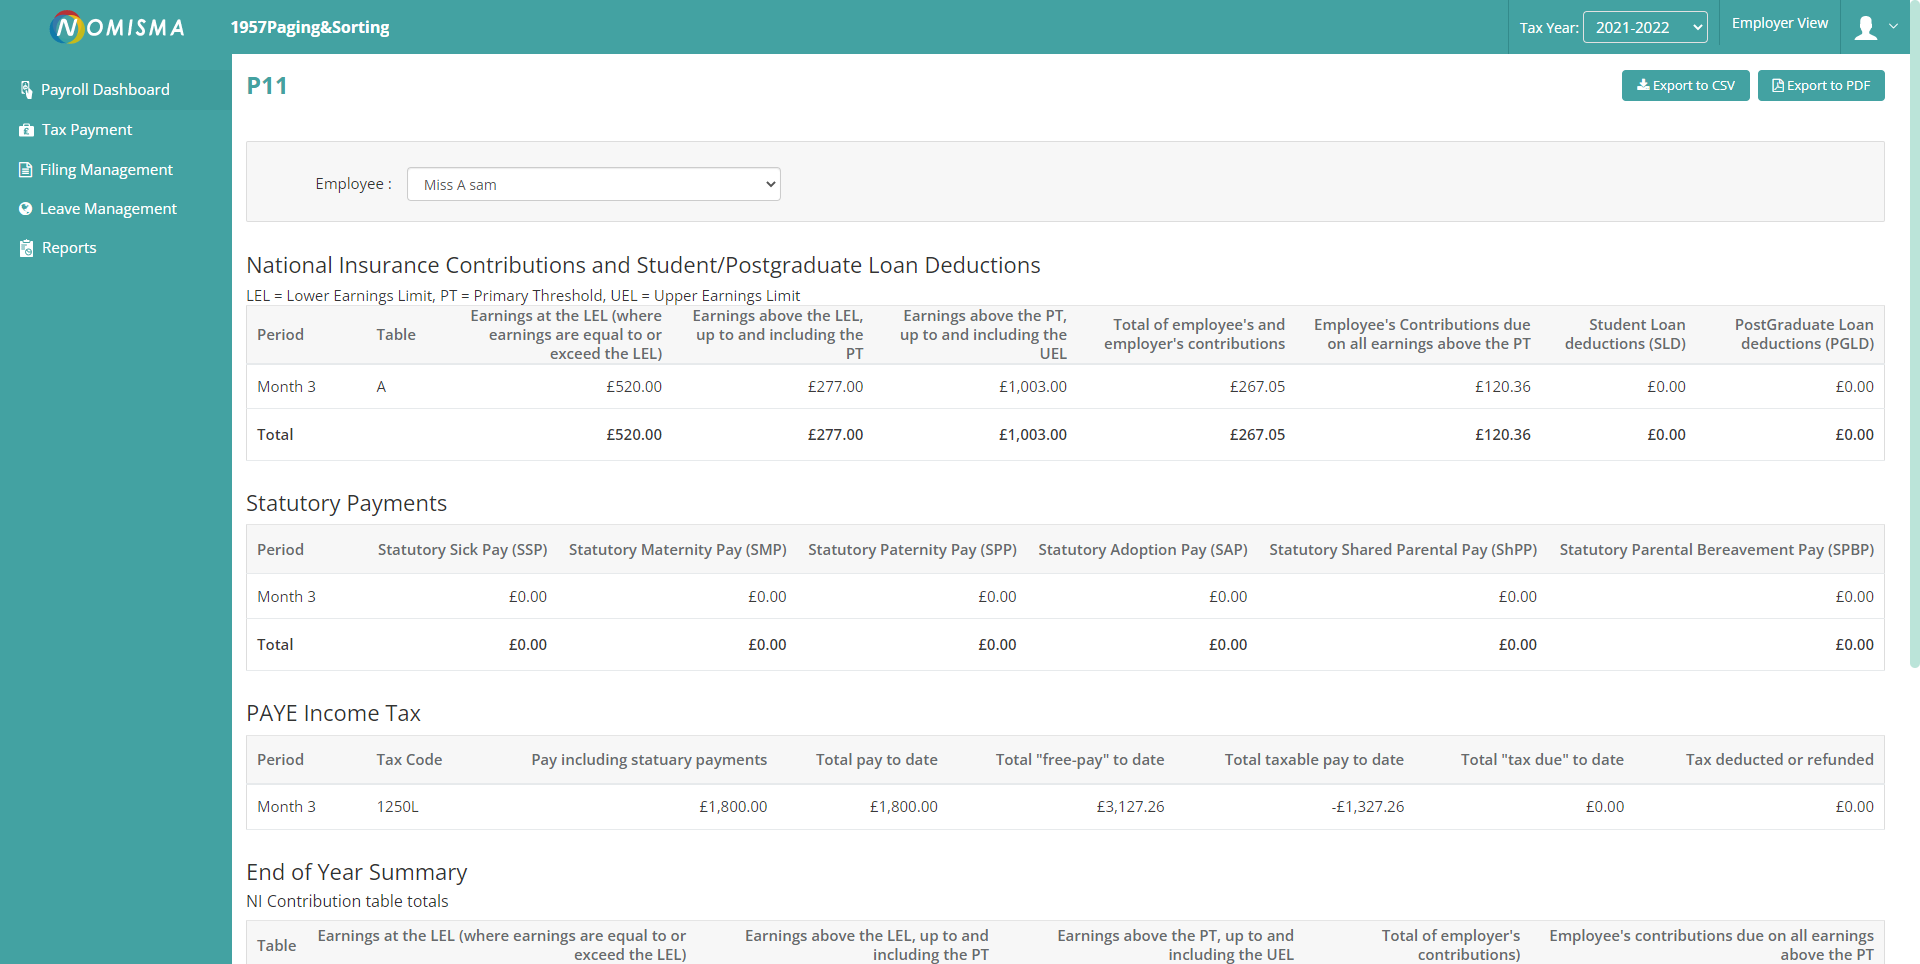 NOMISMA
1957Paging&Sorting
Tax Year: 2021-2022
Employer View
Payroll Dashboard
Tax Payment
Filing Management
Leave Management
Reports
P11
Export to CSV
Export to PDF
Employee : Miss A sam
National Insurance Contributions and Student/Postgraduate Loan Deductions
LEL = Lower Earnings Limit, PT = Primary Threshold, UEL = Upper Earnings Limit
Period Table Earnings at the LEL (where earnings are equal to or exceed the LEL) Earnings above the LEL, up to and including the PT Earnings above the PT, up to and including the UEL Total of employee's and employer's contributions Employee's Contributions due on all earnings above the PT Student Loan deductions (SLD) PostGraduate Loan deductions (PGLD)
Month 3 A £520.00 £277.00 £1,003.00 £267.05 £120.36 £0.00 £0.00
Total £520.00 £277.00 £1,003.00 £267.05 £120.36 £0.00 £0.00
Statutory Payments
Period Statutory Sick Pay (SSP) Statutory Maternity Pay (SMP) Statutory Paternity Pay (SPP) Statutory Adoption Pay (SAP) Statutory Shared Parental Pay (ShPP) Statutory Parental Bereavement Pay (SPBP)
Month 3 £0.00 £0.00 £0.00 £0.00 £0.00 £0.00
Total £0.00 £0.00 £0.00 £0.00 £0.00 £0.00
PAYE Income Tax
Period Tax Code Pay including statuary payments Total pay to date Total "free-pay" to date Total taxable pay to date Total "tax due" to date Tax deducted or refunded
Month 3 1250L £1,800.00 £1,800.00 £3,127.26 -£1,327.26 £0.00 £0.00
End of Year Summary
NI Contribution table totals
Table Earnings at the LEL (where earnings are equal to or exceed the LEL) Earnings above the LEL, up to and including the PT Earnings above the PT, up to and including the UEL Total of employer's contributions) Employee's contributions due on all earnings above the PT